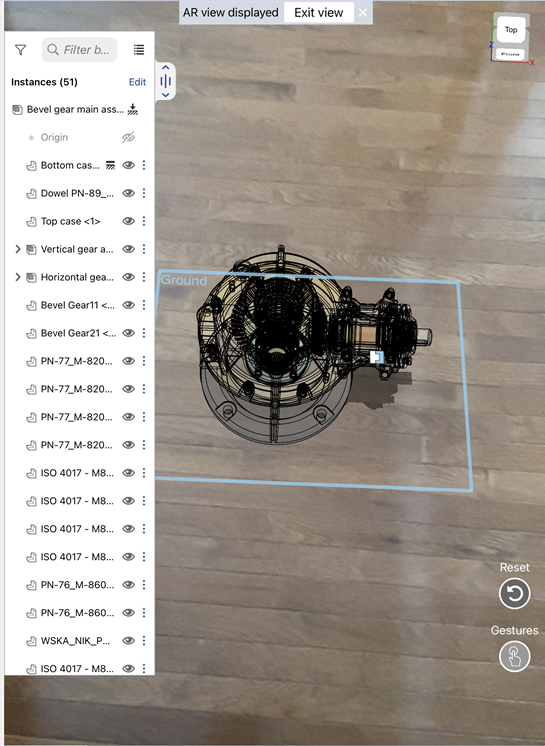 AR view displayed Exit view
Top
Front
Z
X
Filter b...
Instances (51) Edit
Bevel gear main ass...
Origin
Bottom cas...
Dowel PN-89_...
Top case <1>
Vertical gear a...
Horizontal gea...
Bevel Gear11 <...
Bevel Gear21 <...
PN-77_M-820...
PN-77_M-820...
PN-77_M-820...
PN-77_M-820...
ISO 4017 - M8...
ISO 4017 - M8...
ISO 4017 - M8...
ISO 4017 - M8...
PN-76_M-860...
PN-76_M-860...
WSKA_NIK_P...
ISO 4017 - M8...
Ground
Reset
Gestures